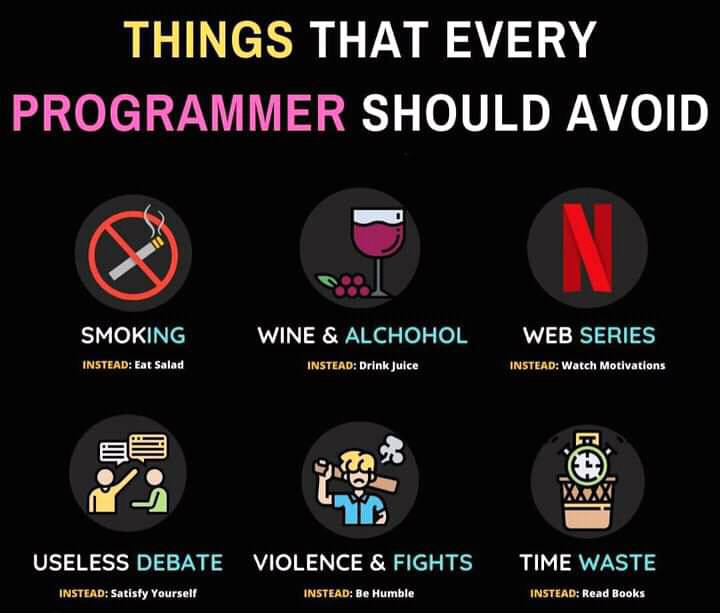 THINGS THAT EVERY
PROGRAMMER SHOULD AVOID
N
SMOKING
WINE & ALCHOHOL
WEB SERIES
INSTEAD: Eat Salad
INSTEAD: Drink Juice
INSTEAD: Watch Motivations
USELESS DEBATE
VIOLENCE & FIGHTS
TIME WASTE
INSTEAD: Satisfy Yourself
INSTEAD: Be Humble
INSTEAD: Read Books